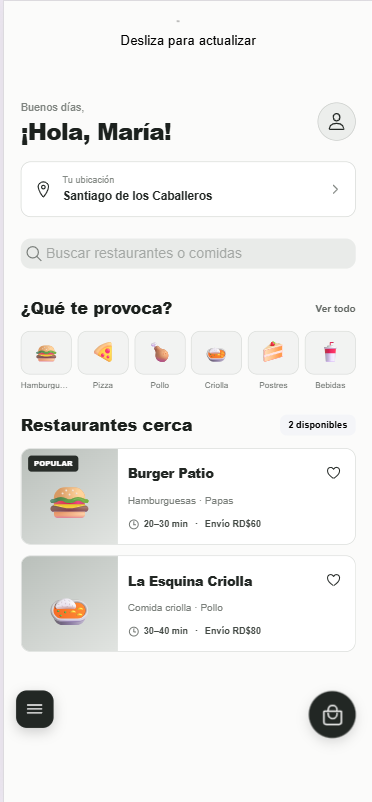 Desliza para actualizar
Buenos días,
¡Hola, María!
Tu ubicación
Santiago de los Caballeros
Buscar restaurantes o comidas
¿Qué te provoca?
Ver todo
Hamburgu...
Pizza
Pollo
Criolla
Postres
Bebidas
Restaurantes cerca
2 disponibles
POPULAR
Burger Patio
Hamburguesas · Papas
20–30 min · Envío RD$60
La Esquina Criolla
Comida criolla · Pollo
30–40 min · Envío RD$80